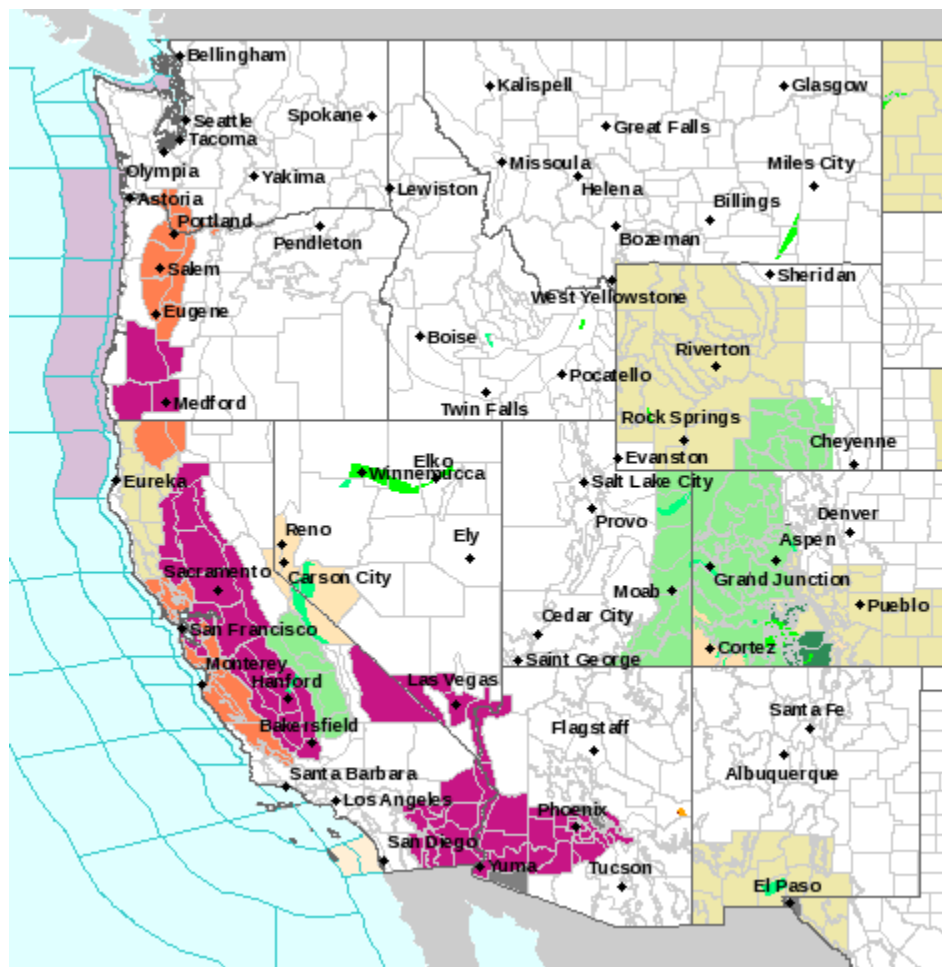 Bellingham
Kalispell
Glasgow
Spokane
Seattle
Great Falls
Tacoma
Missoula
Miles City
Olympia
Yakima
Helena
Lewiston
Astoria
Billings
Portland
Pendleton
Bozeman
Salem
Sheridan
West Yellowstone
Eugene
Boise
Riverton
Pocatello
Medford
Twin Falls
Rock Springs
Cheyenne
Elko
Evanston
Winnemucca
Eureka
Salt Lake City
Provo
Denver
Reno
Ely
Aspen
Sacramento
Carson City
Grand Junction
Moab
Pueblo
Cedar City
San Francisco
Cortez
Saint George
Monterey
Hanford
Las Vegas
Santa Fe
Bakersfield
Flagstaff
Albuquerque
Santa Barbara
Los Angeles
Phoenix
San Diego
Yuma
Tucson
El Paso